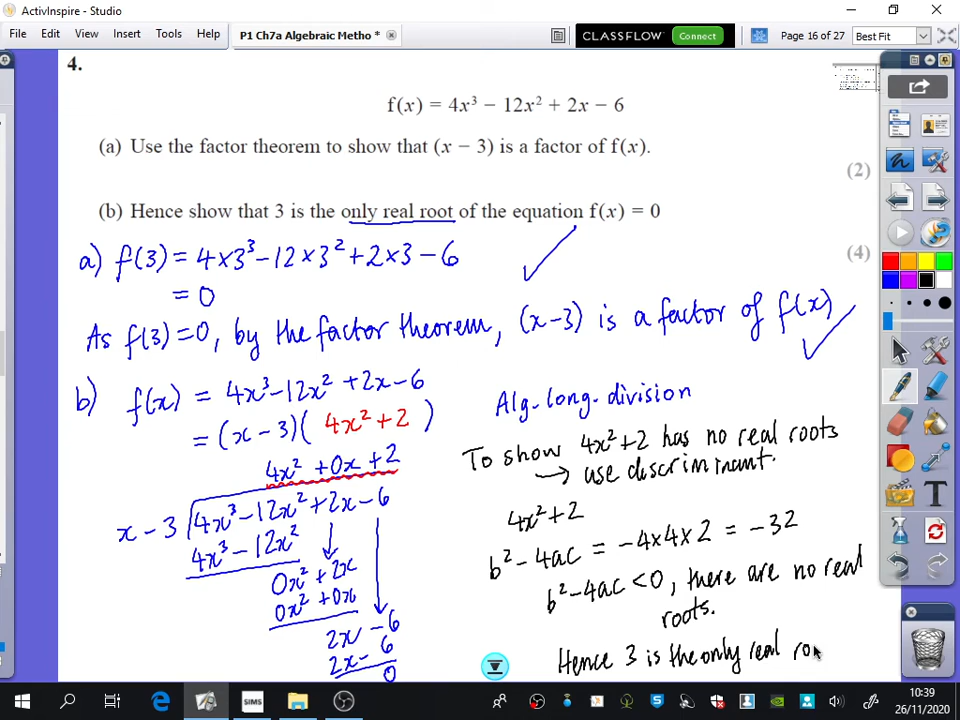 ActivInspire - Studio
File Edit View Insert Tools Help P1 Ch7a Algebraic Metho * CLASSFLOW Connect Page 16 of 27 Best Fit
4.
f(x) = 4x³ − 12x² + 2x − 6
(a) Use the factor theorem to show that (x − 3) is a factor of f(x).
(2)
(b) Hence show that 3 is the only real root of the equation f(x) = 0
(4)
a) f(3) = 4×3³ − 12×3² + 2×3 − 6
= 0
As f(3)=0, by the factor theorem, (x−3) is a factor of f(x)
b) f(x) = 4x³ − 12x² + 2x − 6
= (x − 3)( 4x² + 2 )
4x² + 0x + 2
x − 3 4x³ − 12x² + 2x − 6
4x³ − 12x²
0x² + 2x
0x² + 0x
2x − 6
2x − 6
0
Alg. long. division
To show 4x² + 2 has no real roots
→ use discriminant.
4x² + 2
b² − 4ac = −4×4×2 = −32
b² − 4ac < 0, there are no real
roots.
Hence 3 is the only real ro
T
SIMS
10:39
26/11/2020